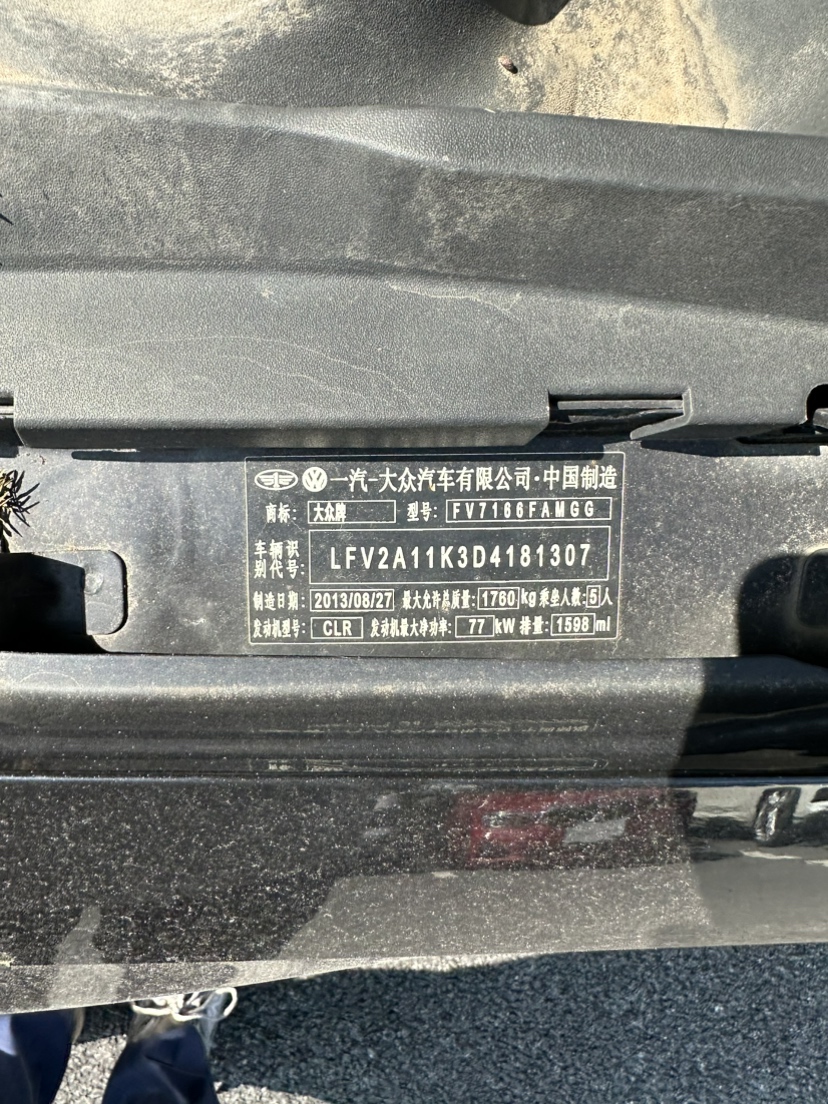 一汽-大众汽车有限公司·中国制造
商标: 大众牌 型号: FV7166FAMGG
车辆识别代号: LFV2A11K3D4181307
制造日期: 2013/08/27 最大允许总质量: 1760 kg 乘坐人数: 5 人
发动机型号: CLR 发动机最大净功率: 77 kW 排量: 1598 ml